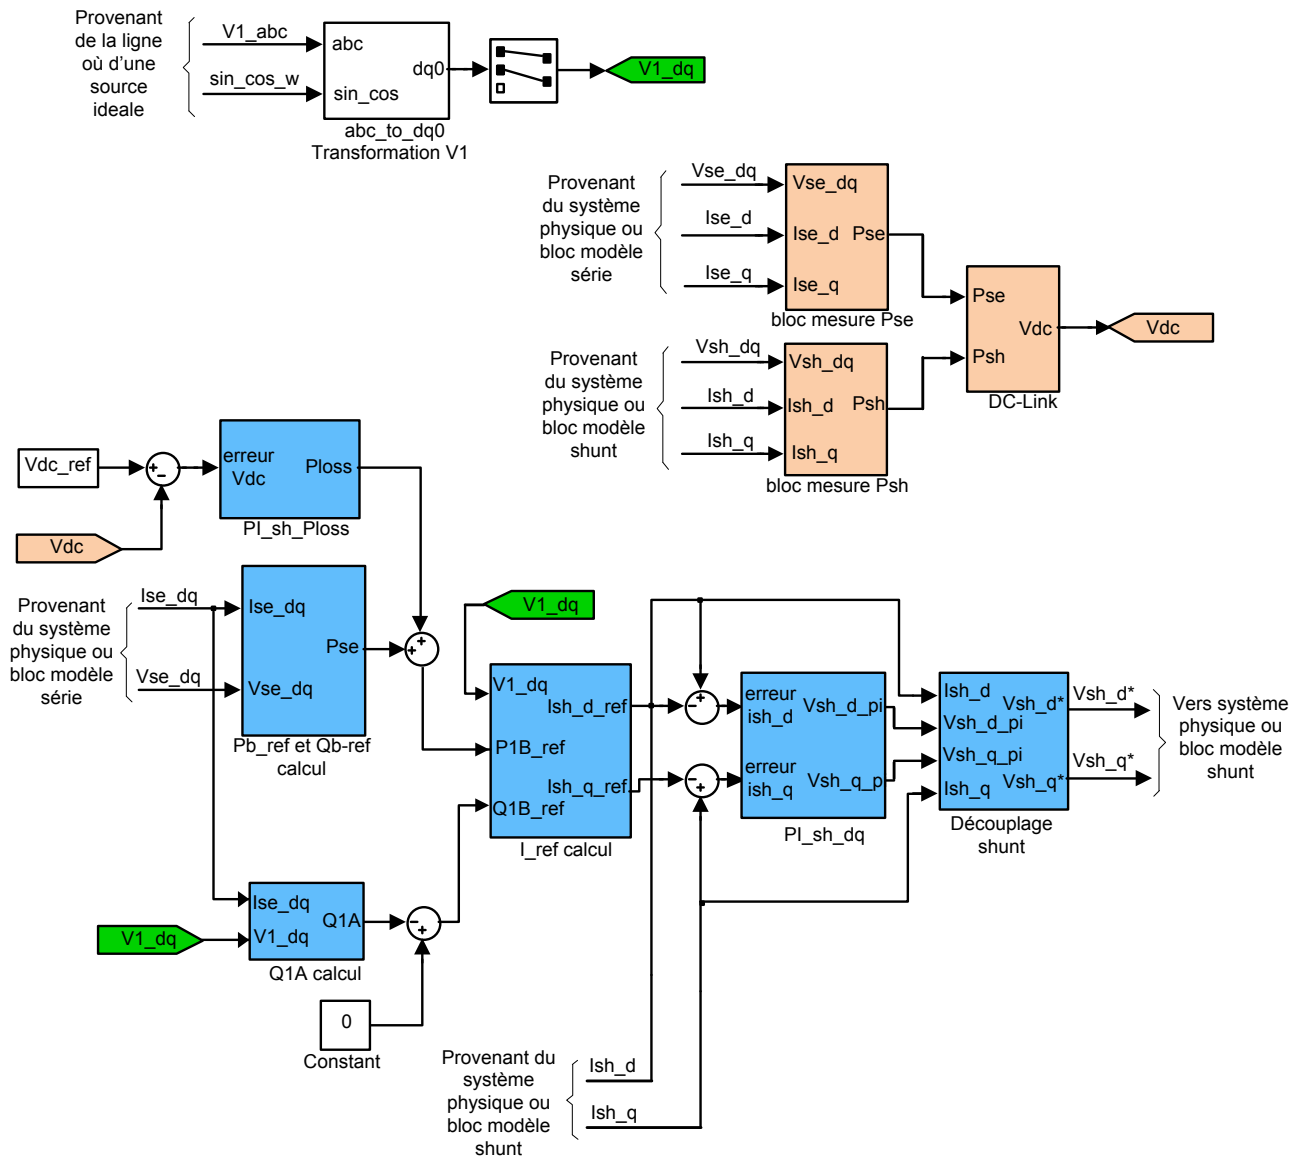 Provenant
de la ligne
où d'une
source
ideale
V1_abc
sin_cos_w
abc
sin_cos
dq0
abc_to_dq0
Transformation V1
V1_dq
Provenant
du système
physique ou
bloc modèle
série
Vse_dq
Ise_d
Ise_q
Vse_dq
Ise_d
Ise_q
Pse
bloc mesure Pse
Provenant
du système
physique ou
bloc modèle
shunt
Vsh_dq
Ish_d
Ish_q
Vsh_dq
Ish_d
Ish_q
Psh
bloc mesure Psh
Pse
Psh
Vdc
DC-Link
Vdc
Vdc_ref
+
−
erreur
Vdc
Ploss
PI_sh_Ploss
Vdc
Provenant
du système
physique ou
bloc modèle
série
Ise_dq
Vse_dq
Ise_dq
Vse_dq
Pse
Pb_ref et Qb-ref
calcul
+
+
V1_dq
V1_dq
P1B_ref
Q1B_ref
Ish_d_ref
Ish_q_ref
I_ref calcul
+
−
−
+
erreur
ish_d
erreur
ish_q
Vsh_d_pi
Vsh_q_p
PI_sh_dq
Ish_d
Vsh_d_pi
Vsh_q_pi
Ish_q
Vsh_d*
Vsh_q*
Découplage
shunt
Vsh_d*
Vsh_q*
Vers système
physique ou
bloc modèle
shunt
V1_dq
Ise_dq
V1_dq
Q1A
Q1A calcul
−
+
0
Constant
Provenant du
système
physique ou
bloc modèle
shunt
Ish_d
Ish_q